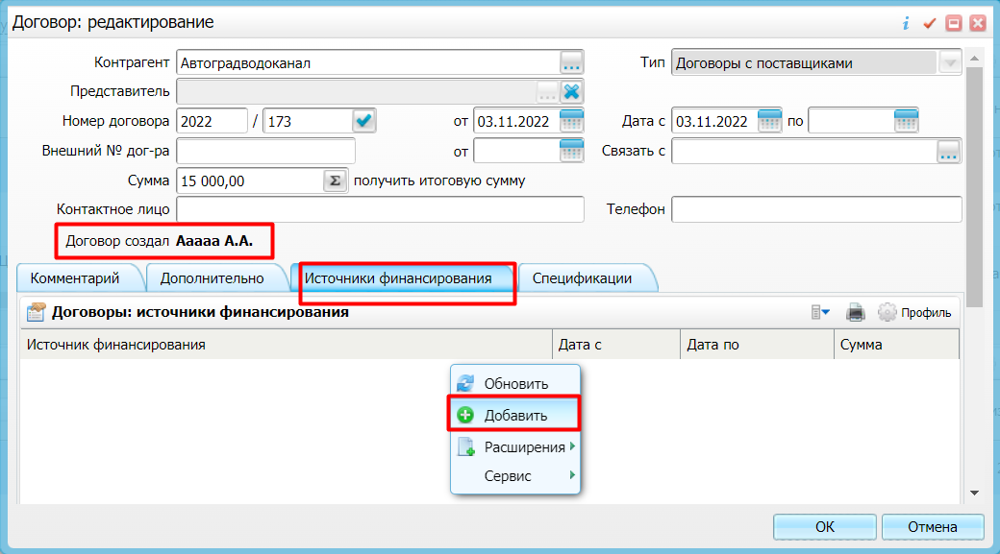 Договор: редактирование
Контрагент Автоградводоканал ... Тип Договоры с поставщиками
Представитель ...
Номер договора 2022 / 173 от 03.11.2022 Дата с 03.11.2022 по
Внешний № дог-ра от Связать с ...
Сумма 15 000,00 Σ получить итоговую сумму
Контактное лицо Телефон
Договор создал Ааааа А.А.
Комментарий Дополнительно Источники финансирования Спецификации
Договоры: источники финансирования Профиль
Источник финансирования Дата с Дата по Сумма
Обновить
Добавить
Расширения
Сервис
ОК Отмена